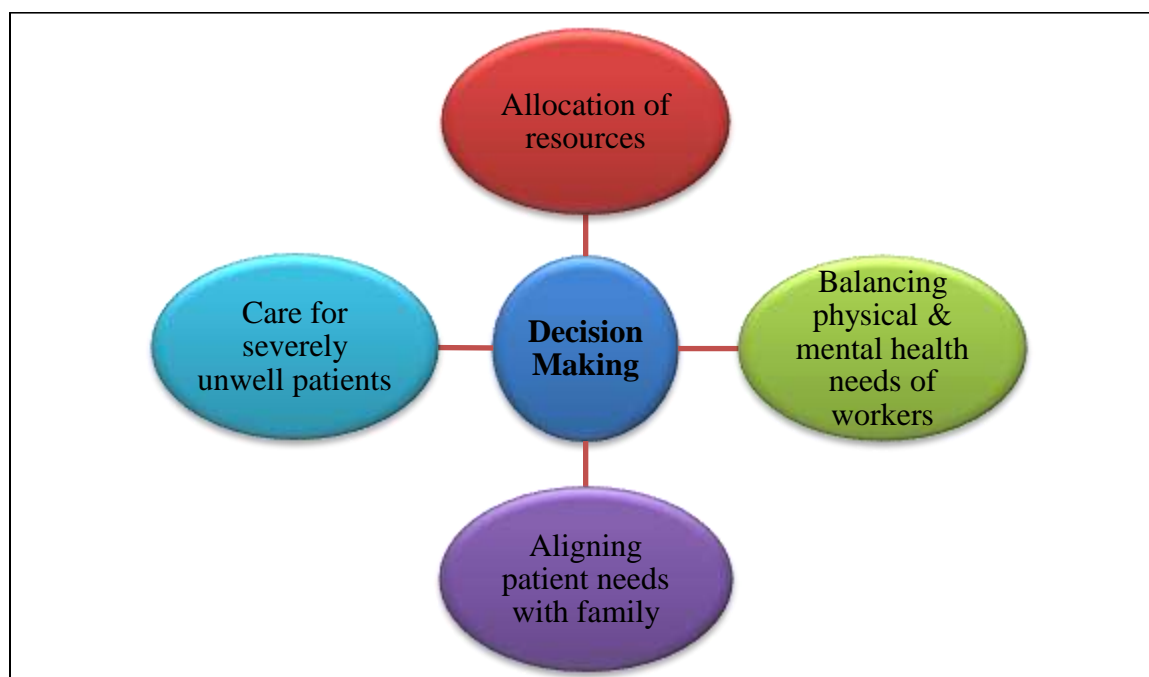 Allocation of
resources
Care for
severely
unwell patients
Decision
Making
Balancing
physical &
mental health
needs of
workers
Aligning
patient needs
with family